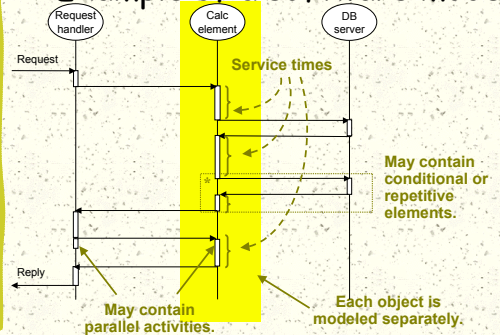 Request
handler
Calc
element
DB
server
Request
Service times
*
May contain
conditional or
repetitive
elements.
Reply
May contain
parallel activities.
Each object is
modeled separately.